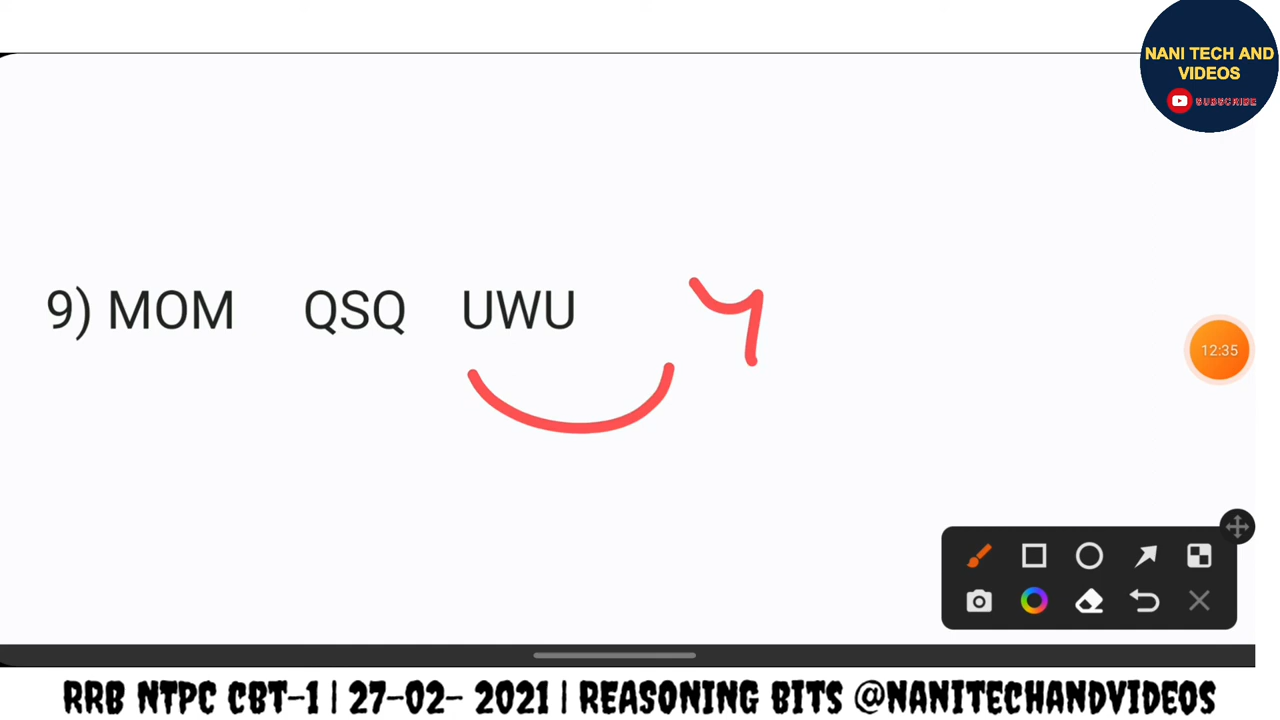 NANI TECH AND
VIDEOS
SUBSCRIBE
9) MOM QSQ UWU Y
12:35
RRB NTPC CBT-1 | 27-02- 2021 | REASONING BITS @NANITECHANDVIDEOS